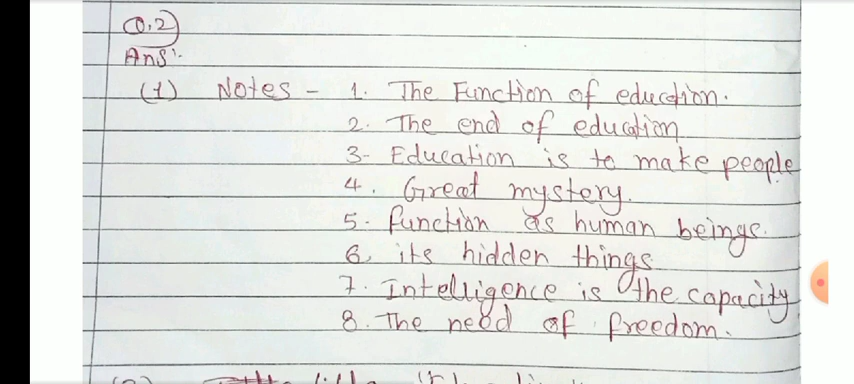 Q.2)
Ans:-
(1) Notes - 1. The Function of eduction.
2. The end of eduction
3- Education is to make people
4. Great mystery.
5- function as human beings.
6. its hidden things
7. Intelligence is the capacity
8. The need of freedom.